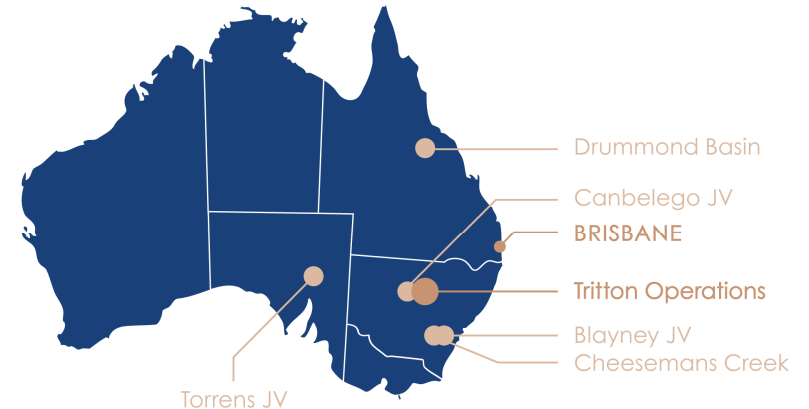 Drummond Basin
Canbelego JV
BRISBANE
Tritton Operations
Blayney JV
Cheesemans Creek
Torrens JV